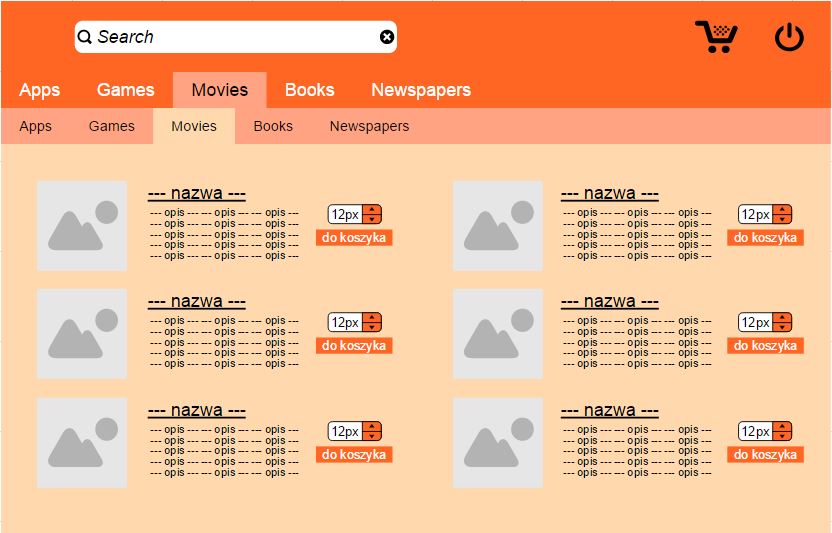 Search
Apps Games Movies Books Newspapers
Apps Games Movies Books Newspapers
--- nazwa ---
--- opis --- --- opis --- --- opis ---
--- opis --- --- opis --- --- opis ---
--- opis --- --- opis --- --- opis ---
--- opis --- --- opis --- --- opis ---
--- opis --- --- opis --- --- opis ---
12px
do koszyka
--- nazwa ---
--- opis --- --- opis --- --- opis ---
--- opis --- --- opis --- --- opis ---
--- opis --- --- opis --- --- opis ---
--- opis --- --- opis --- --- opis ---
--- opis --- --- opis --- --- opis ---
12px
do koszyka
--- nazwa ---
--- opis --- --- opis --- --- opis ---
--- opis --- --- opis --- --- opis ---
--- opis --- --- opis --- --- opis ---
--- opis --- --- opis --- --- opis ---
--- opis --- --- opis --- --- opis ---
12px
do koszyka
--- nazwa ---
--- opis --- --- opis --- --- opis ---
--- opis --- --- opis --- --- opis ---
--- opis --- --- opis --- --- opis ---
--- opis --- --- opis --- --- opis ---
--- opis --- --- opis --- --- opis ---
12px
do koszyka
--- nazwa ---
--- opis --- --- opis --- --- opis ---
--- opis --- --- opis --- --- opis ---
--- opis --- --- opis --- --- opis ---
--- opis --- --- opis --- --- opis ---
--- opis --- --- opis --- --- opis ---
12px
do koszyka
--- nazwa ---
--- opis --- --- opis --- --- opis ---
--- opis --- --- opis --- --- opis ---
--- opis --- --- opis --- --- opis ---
--- opis --- --- opis --- --- opis ---
--- opis --- --- opis --- --- opis ---
12px
do koszyka